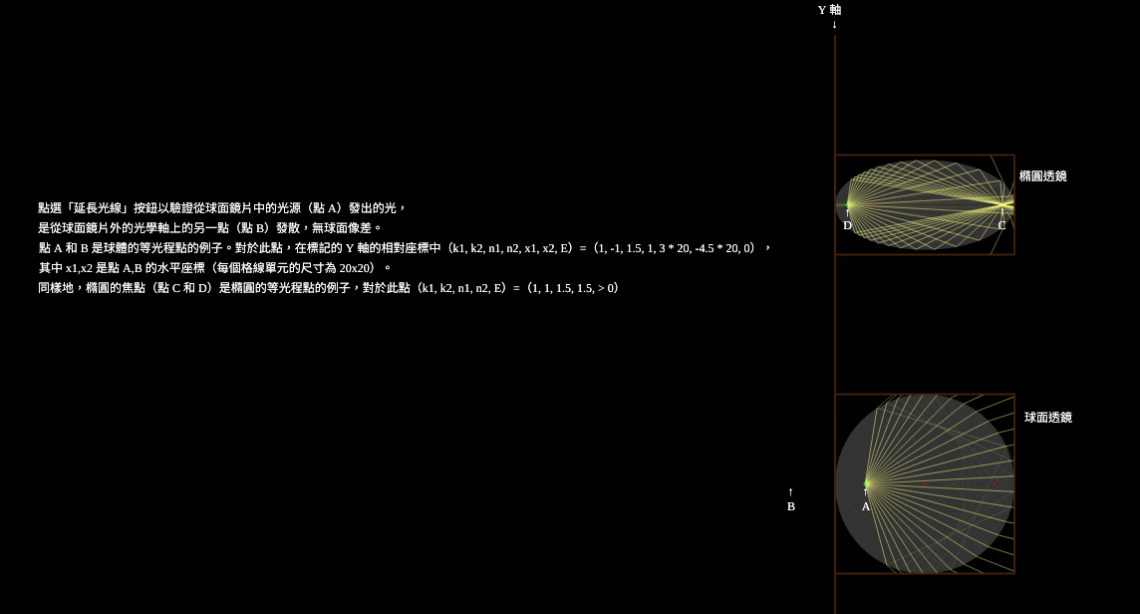 Y 軸
↓
橢圓透鏡
點選「延長光線」按鈕以驗證從球面鏡片中的光源（點 A）發出的光，
是從球面鏡片外的光學軸上的另一點（點 B）發散，無球面像差。
點 A 和 B 是球體的等光程點的例子。對於此點，在標記的 Y 軸的相對座標中（k1, k2, n1, n2, x1, x2, E）=（1, -1, 1.5, 1, 3 * 20, -4.5 * 20, 0），
其中 x1,x2 是點 A,B 的水平座標（每個格線單元的尺寸為 20x20）。
同樣地，橢圓的焦點（點 C 和 D）是橢圓的等光程點的例子，對於此點（k1, k2, n1, n2, E）=（1, 1, 1.5, 1.5, > 0）
↑ ↑
D C
球面透鏡
↑ ↑
B A